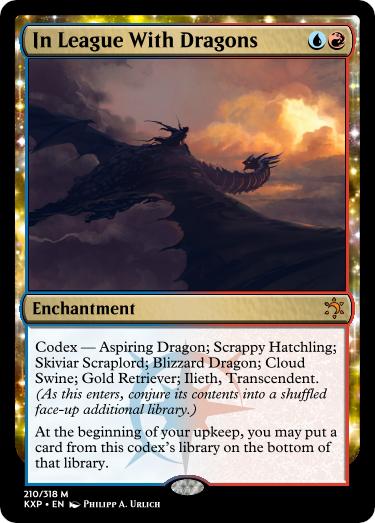 In League With Dragons
Enchantment
Codex — Aspiring Dragon; Scrappy Hatchling;
Skiviar Scraplord; Blizzard Dragon; Cloud
Swine; Gold Retriever; Ilieth, Transcendent.
(As this enters, conjure its contents into a shuffled
face-up additional library.)
At the beginning of your upkeep, you may put a
card from this codex's library on the bottom of
that library.
210/318 M
KXP • EN Philipp A. Urlich